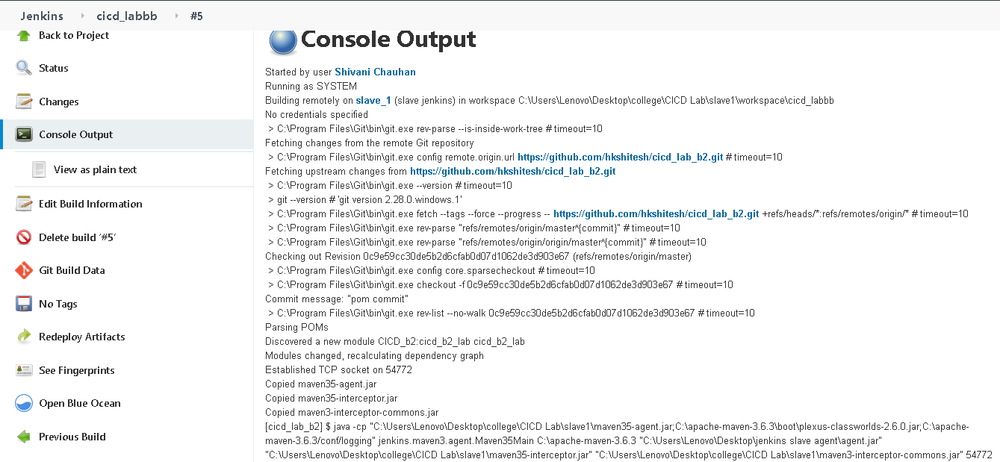 Jenkins cicd_labbb #5
Back to Project
Status
Changes
Console Output
View as plain text
Edit Build Information
Delete build '#5'
Git Build Data
No Tags
Redeploy Artifacts
See Fingerprints
Open Blue Ocean
Previous Build
Console Output
Started by user Shivani Chauhan
Running as SYSTEM
Building remotely on slave_1 (slave jenkins) in workspace C:\Users\Lenovo\Desktop\college\CICD Lab\slave1\workspace\cicd_labbb
No credentials specified
> C:\Program Files\Git\bin\git.exe rev-parse --is-inside-work-tree # timeout=10
Fetching changes from the remote Git repository
> C:\Program Files\Git\bin\git.exe config remote.origin.url https://github.com/hkshitesh/cicd_lab_b2.git # timeout=10
Fetching upstream changes from https://github.com/hkshitesh/cicd_lab_b2.git
> C:\Program Files\Git\bin\git.exe --version # timeout=10
> git --version # 'git version 2.28.0.windows.1'
> C:\Program Files\Git\bin\git.exe fetch --tags --force --progress -- https://github.com/hkshitesh/cicd_lab_b2.git +refs/heads/*:refs/remotes/origin/* # timeout=10
> C:\Program Files\Git\bin\git.exe rev-parse "refs/remotes/origin/master^{commit}" # timeout=10
> C:\Program Files\Git\bin\git.exe rev-parse "refs/remotes/origin/origin/master^{commit}" # timeout=10
Checking out Revision 0c9e59cc30de5b2d6cfab0d07d1062de3d903e67 (refs/remotes/origin/master)
> C:\Program Files\Git\bin\git.exe config core.sparsecheckout # timeout=10
> C:\Program Files\Git\bin\git.exe checkout -f 0c9e59cc30de5b2d6cfab0d07d1062de3d903e67 # timeout=10
Commit message: "pom commit"
> C:\Program Files\Git\bin\git.exe rev-list --no-walk 0c9e59cc30de5b2d6cfab0d07d1062de3d903e67 # timeout=10
Parsing POMs
Discovered a new module CICD_b2:cicd_b2_lab cicd_b2_lab
Modules changed, recalculating dependency graph
Established TCP socket on 54772
Copied maven35-agent.jar
Copied maven35-interceptor.jar
Copied maven3-interceptor-commons.jar
[cicd_lab_b2] $ java -cp "C:\Users\Lenovo\Desktop\college\CICD Lab\slave1\maven35-agent.jar;C:\apache-maven-3.6.3\boot\plexus-classworlds-2.6.0.jar;C:\apache-
maven-3.6.3/conf/logging" jenkins.maven3.agent.Maven35Main C:\apache-maven-3.6.3 "C:\Users\Lenovo\Desktop\jenkins slave agent\agent.jar"
"C:\Users\Lenovo\Desktop\college\CICD Lab\slave1\maven35-interceptor.jar" "C:\Users\Lenovo\Desktop\college\CICD Lab\slave1\maven3-interceptor-commons.jar" 54772